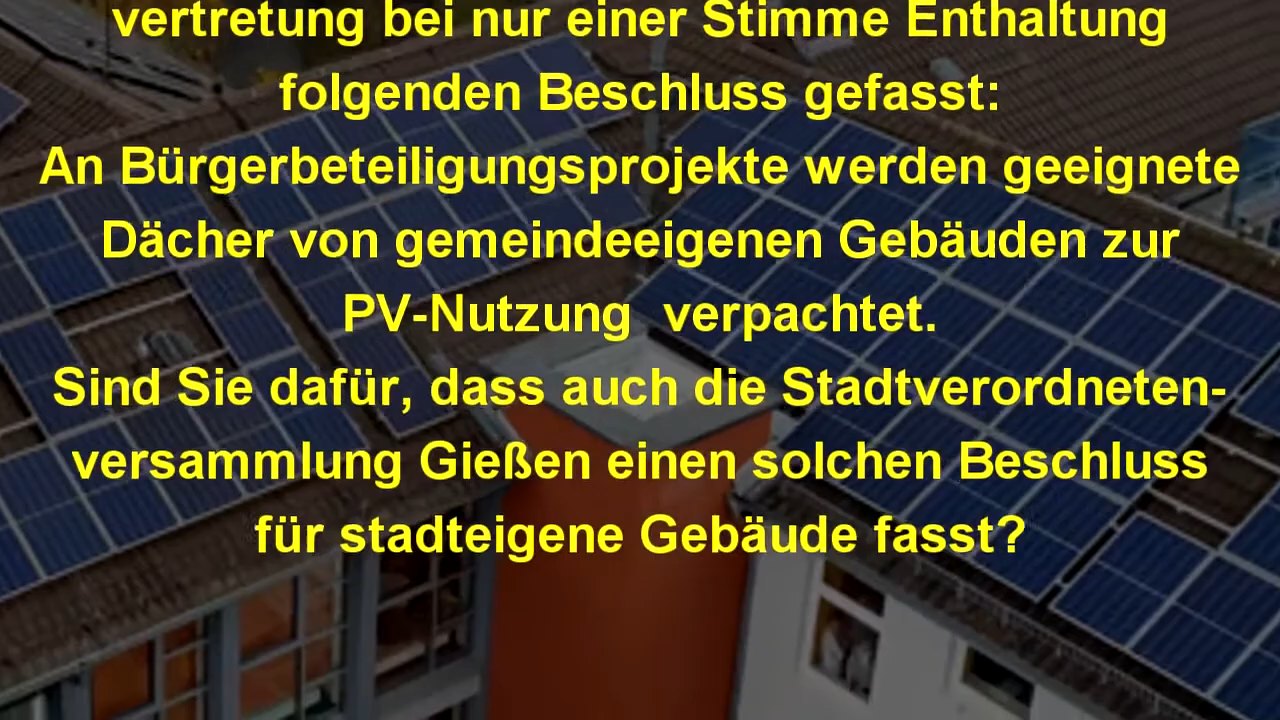 vertretung bei nur einer Stimme Enthaltung
folgenden Beschluss gefasst:
An Bürgerbeteiligungsprojekte werden geeignete
Dächer von gemeindeeigenen Gebäuden zur
PV-Nutzung  verpachtet.
Sind Sie dafür, dass auch die Stadtverordneten-
versammlung Gießen einen solchen Beschluss
für stadteigene Gebäude fasst?